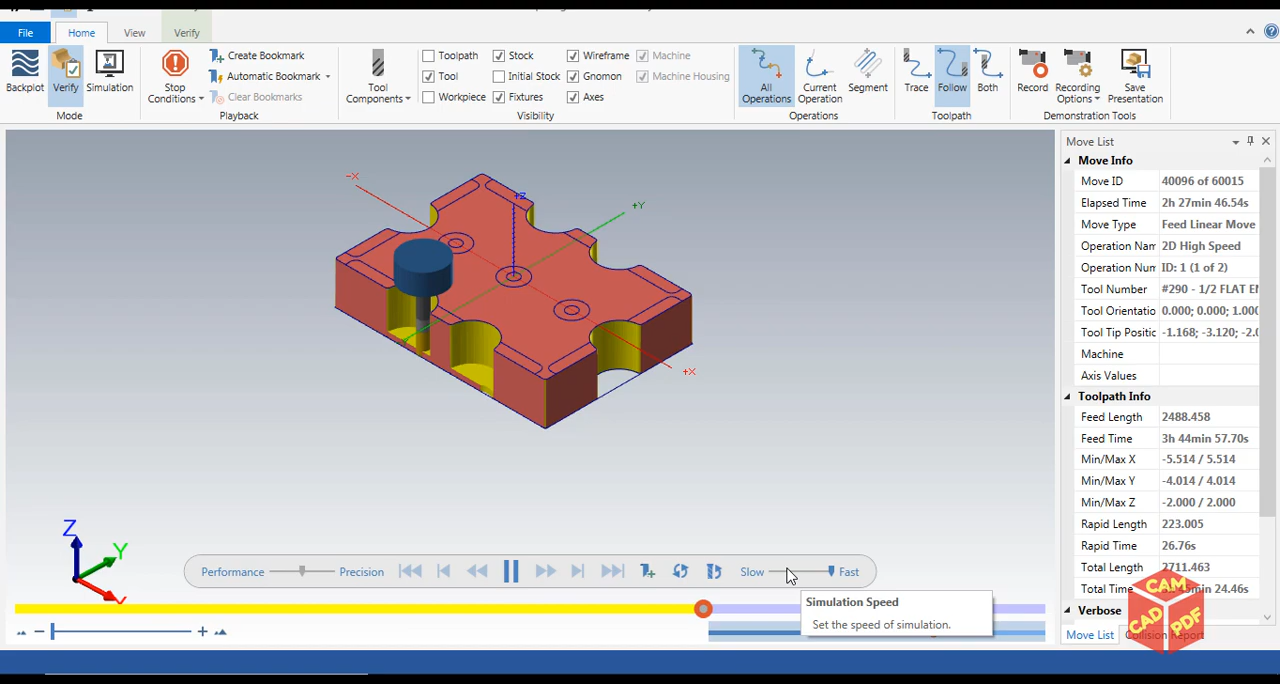 File
Home
View
Verify
Backplot
Verify
Simulation
Mode
Stop
Conditions
Create Bookmark
Automatic Bookmark
Clear Bookmarks
Playback
Tool
Components
Toolpath
Tool
Workpiece
Stock
Initial Stock
Fixtures
Wireframe
Gnomon
Axes
Machine
Machine Housing
Visibility
All
Operations
Current
Operation
Segment
Operations
Trace
Follow
Both
Toolpath
Record
Recording
Options
Save
Presentation
Demonstration Tools
-X
+Z
+Y
+X
Z
Y
X
Performance
Precision
Slow
Fast
Simulation Speed
Set the speed of simulation.
Move List
Move Info
Move ID 40096 of 60015
Elapsed Time 2h 27min 46.54s
Move Type Feed Linear Move
Operation Nam 2D High Speed
Operation Num ID: 1 (1 of 2)
Tool Number #290 - 1/2 FLAT EN
Tool Orientatio 0.000; 0.000; 1.000
Tool Tip Positic -1.168; -3.120; -2.0
Machine
Axis Values
Toolpath Info
Feed Length 2488.458
Feed Time 3h 44min 57.70s
Min/Max X -5.514 / 5.514
Min/Max Y -4.014 / 4.014
Min/Max Z -2.000 / 2.000
Rapid Length 223.005
Rapid Time 26.76s
Total Length 2711.463
Total Time 24.46s
Verbose
Move List
Collision Report
CAM
CAD
PDF